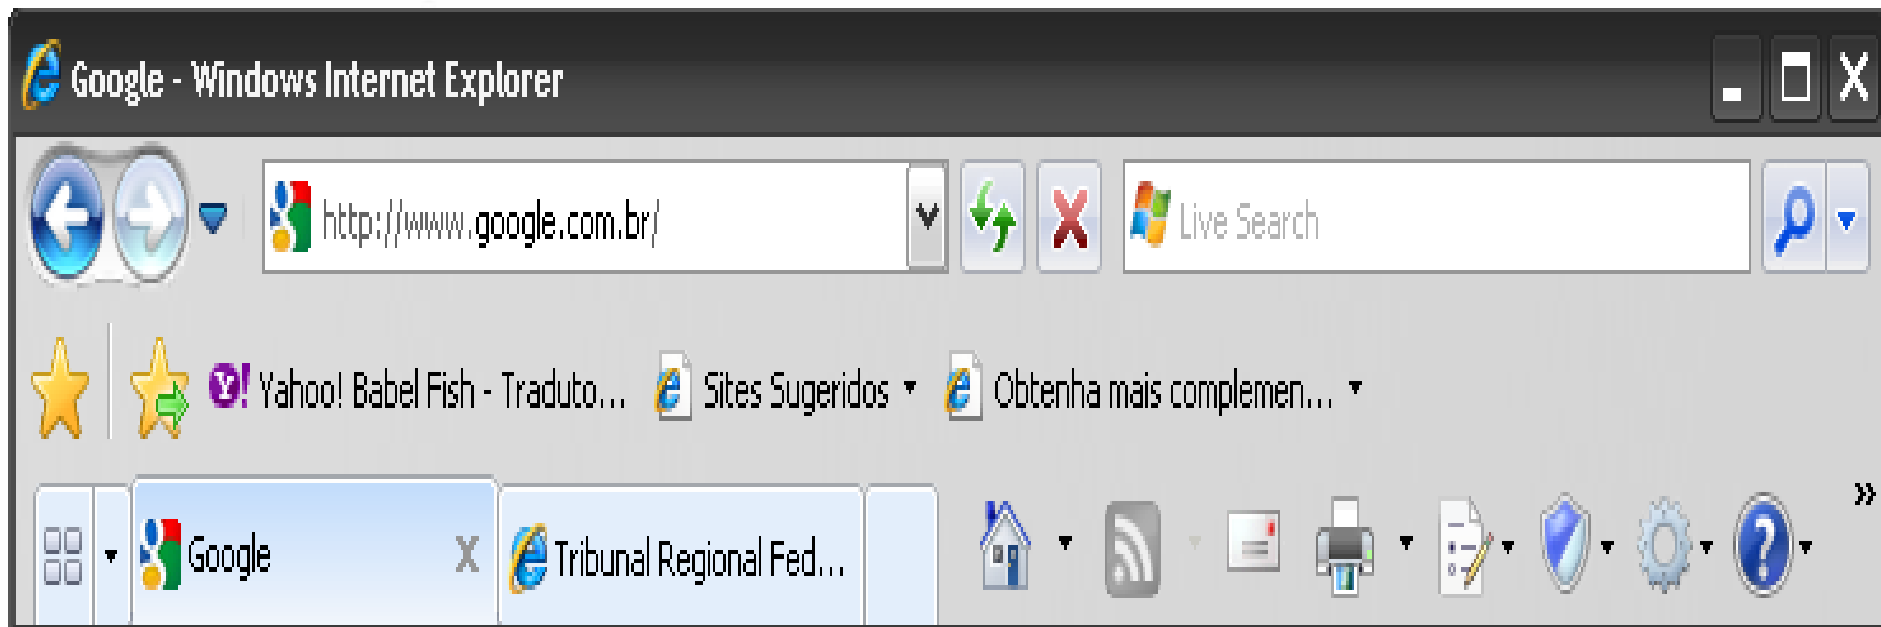 Google - Windows Internet Explorer
http://www.google.com.br/ Live Search
Yahoo! Babel Fish - Traduto... Sites Sugeridos Obtenha mais complemen...
Google X Tribunal Regional Fed... »